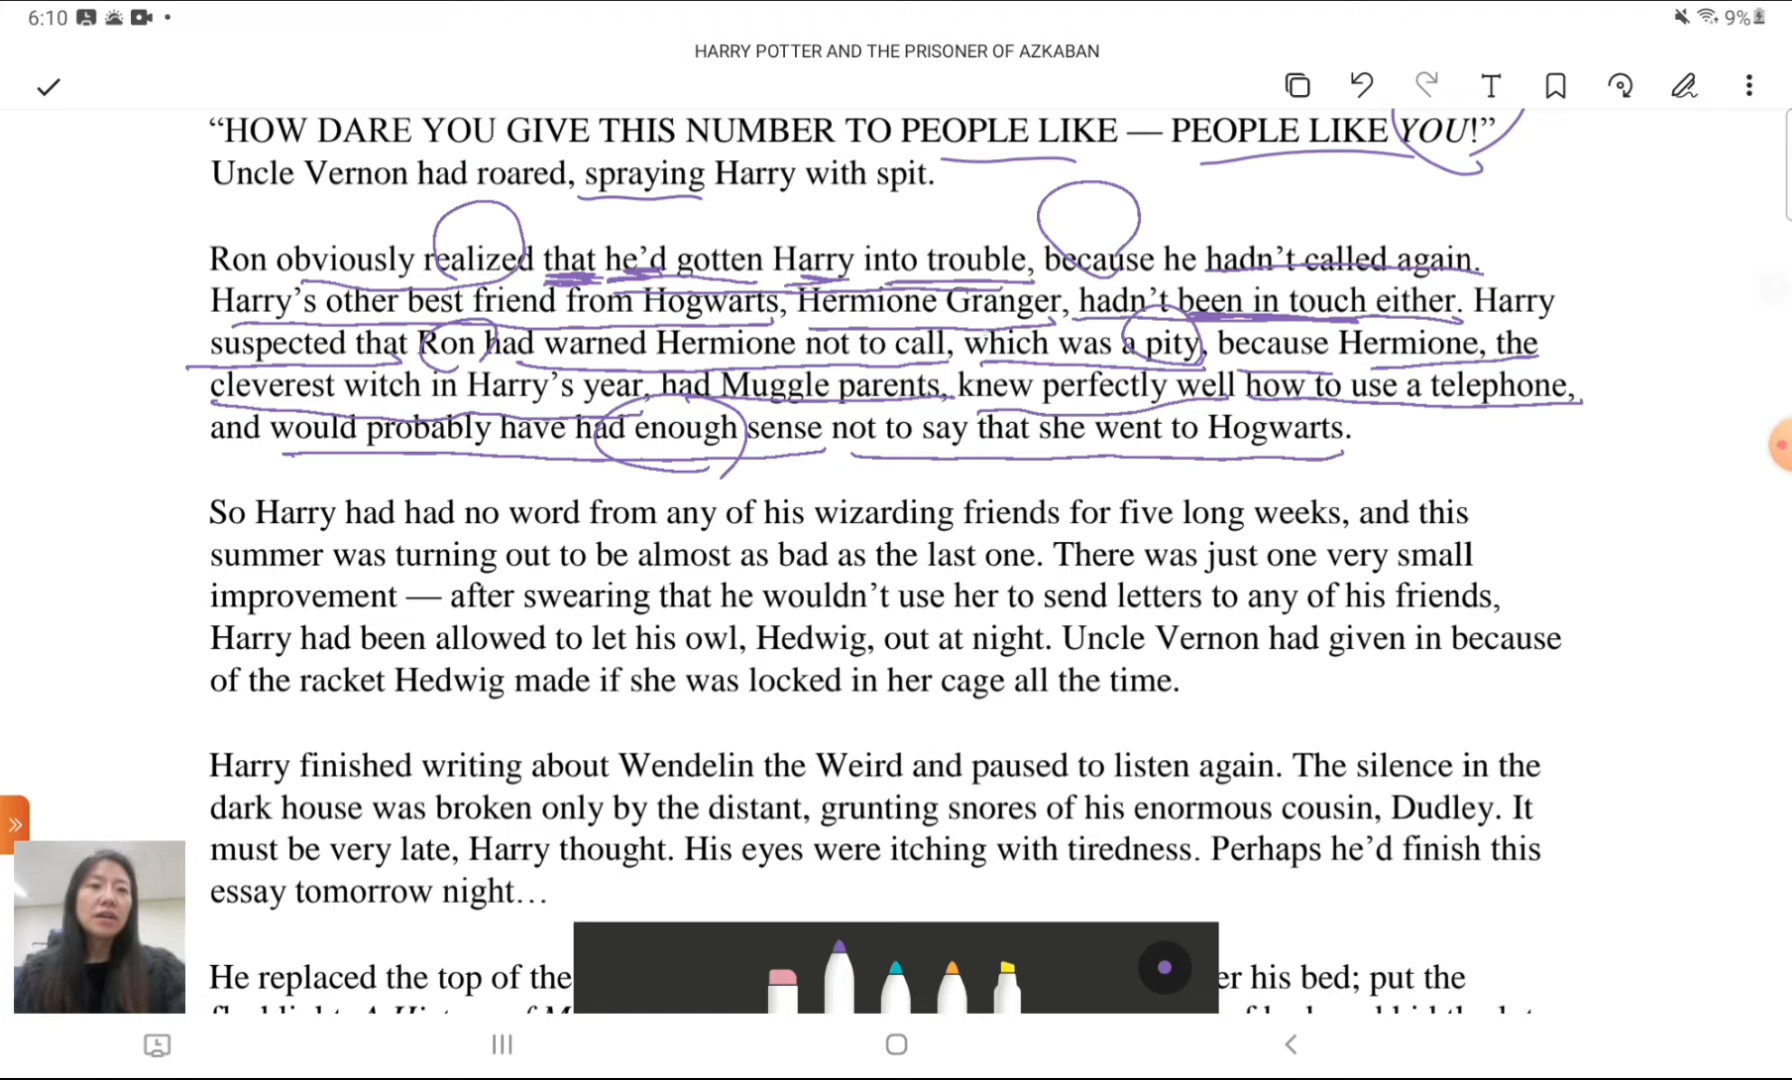 6:10
9%
HARRY POTTER AND THE PRISONER OF AZKABAN
T
“HOW DARE YOU GIVE THIS NUMBER TO PEOPLE LIKE — PEOPLE LIKE YOU!”
Uncle Vernon had roared, spraying Harry with spit.
Ron obviously realized that he’d gotten Harry into trouble, because he hadn’t called again.
Harry’s other best friend from Hogwarts, Hermione Granger, hadn’t been in touch either. Harry
suspected that Ron had warned Hermione not to call, which was a pity, because Hermione, the
cleverest witch in Harry’s year, had Muggle parents, knew perfectly well how to use a telephone,
and would probably have had enough sense not to say that she went to Hogwarts.
So Harry had had no word from any of his wizarding friends for five long weeks, and this
summer was turning out to be almost as bad as the last one. There was just one very small
improvement — after swearing that he wouldn’t use her to send letters to any of his friends,
Harry had been allowed to let his owl, Hedwig, out at night. Uncle Vernon had given in because
of the racket Hedwig made if she was locked in her cage all the time.
Harry finished writing about Wendelin the Weird and paused to listen again. The silence in the
dark house was broken only by the distant, grunting snores of his enormous cousin, Dudley. It
must be very late, Harry thought. His eyes were itching with tiredness. Perhaps he’d finish this
essay tomorrow night…
He replaced the top of the er his bed; put the